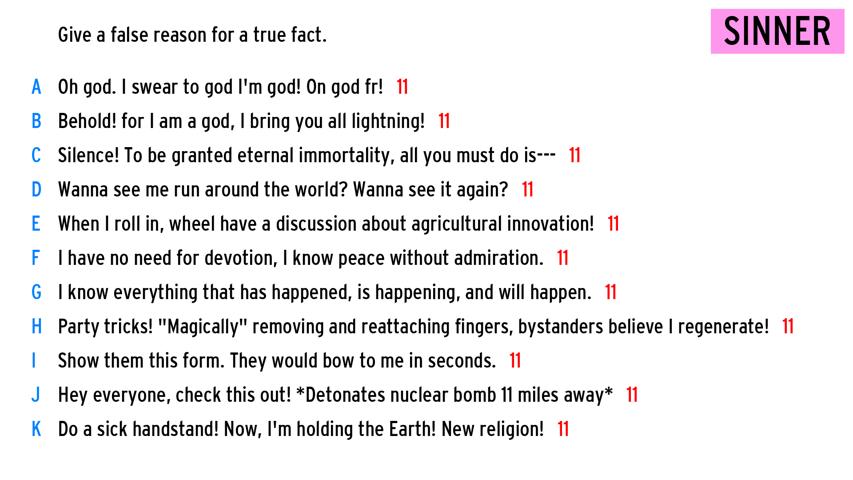 Give a false reason for a true fact.
SINNER
A Oh god. I swear to god I'm god! On god fr! 11
B Behold! for I am a god, I bring you all lightning! 11
C Silence! To be granted eternal immortality, all you must do is--- 11
D Wanna see me run around the world? Wanna see it again? 11
E When I roll in, wheel have a discussion about agricultural innovation! 11
F I have no need for devotion, I know peace without admiration. 11
G I know everything that has happened, is happening, and will happen. 11
H Party tricks! "Magically" removing and reattaching fingers, bystanders believe I regenerate! 11
I Show them this form. They would bow to me in seconds. 11
J Hey everyone, check this out! *Detonates nuclear bomb 11 miles away* 11
K Do a sick handstand! Now, I'm holding the Earth! New religion! 11